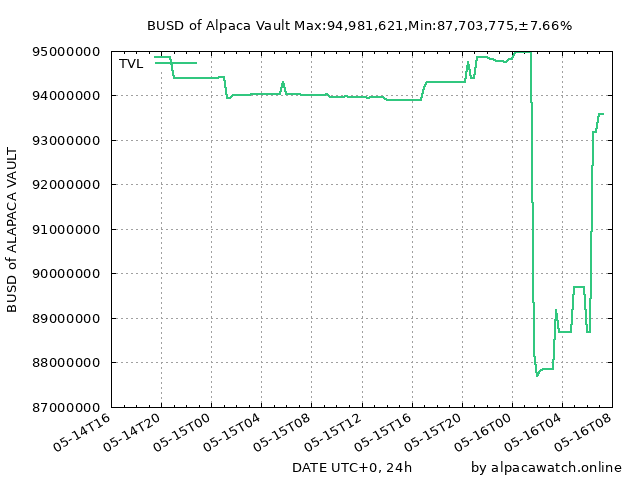 BUSD of Alpaca Vault Max:94,981,621,Min:87,703,775,±7.66%
TVL
95000000
94000000
93000000
92000000
91000000
90000000
89000000
88000000
87000000
BUSD of ALAPACA VAULT
05-14T16
05-14T20
05-15T00
05-15T04
05-15T08
05-15T12
05-15T16
05-15T20
05-16T00
05-16T04
05-16T08
DATE UTC+0, 24h
by alpacawatch.online